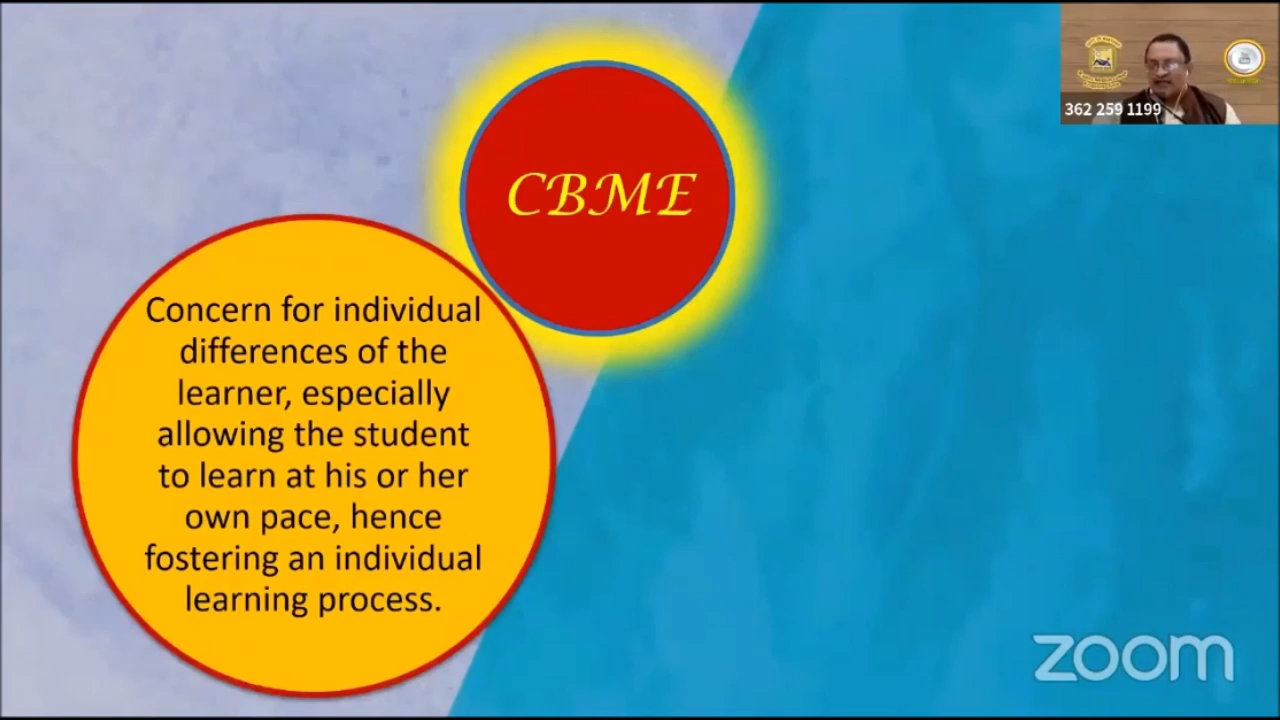 CBME
Concern for individual
differences of the
learner, especially
allowing the student
to learn at his or her
own pace, hence
fostering an individual
learning process.
362 259 1199
zoom